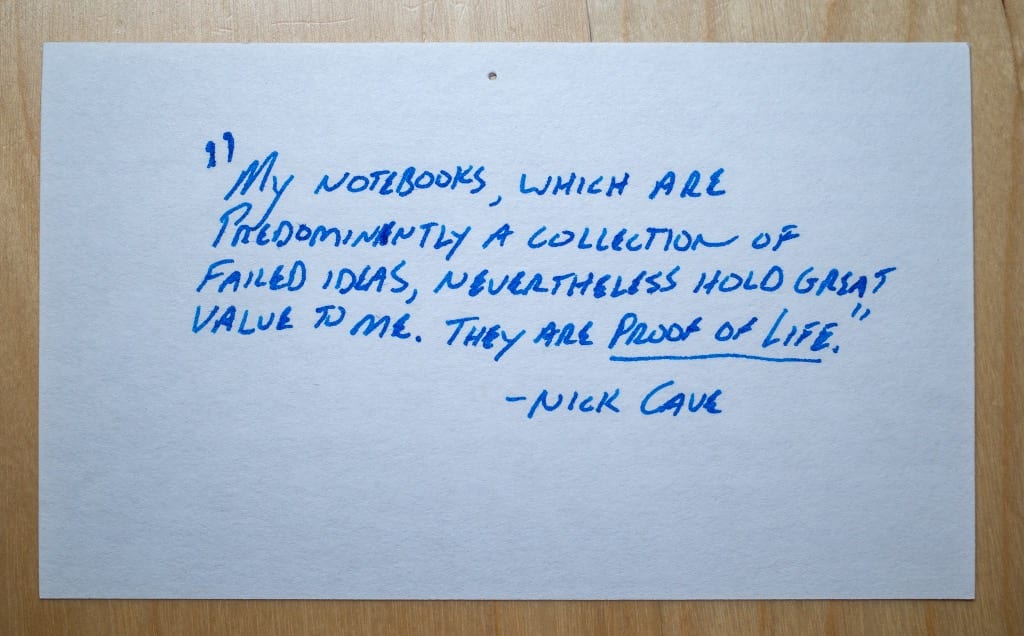 "My NOTEBOOKS, WHICH ARE
PREDOMINENTLY A COLLECTION OF
FAILED IDEAS, NEVERTHELESS HOLD GREAT
VALUE TO ME. THEY ARE PROOF OF LIFE."
-NICK CAVE